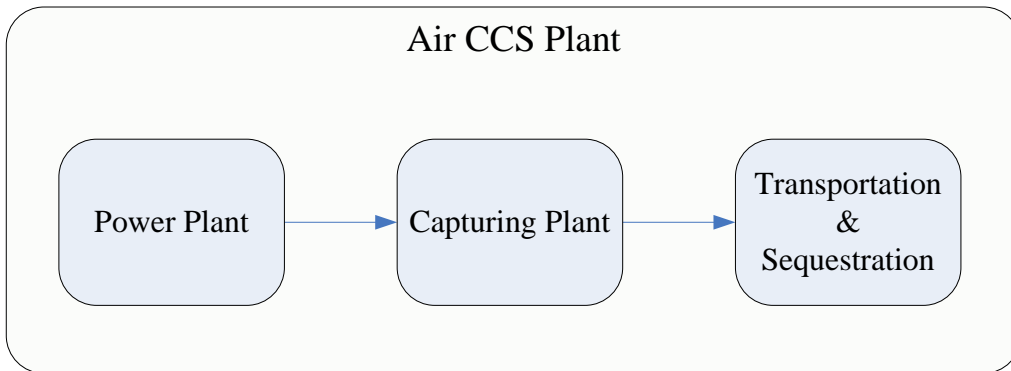 Air CCS Plant
Power Plant
Capturing Plant
Transportation
&
Sequestration